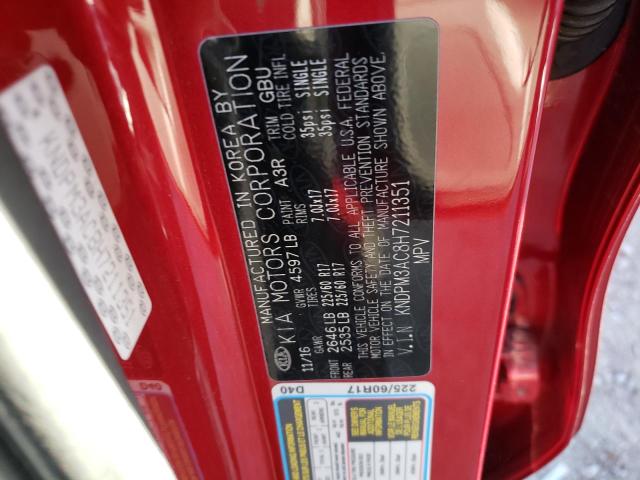 MANUFACTURED IN KOREA BY
KIA MOTORS CORPORATION
11/16 GVWR 4597 LB PAINT A3R TRIM GBU
GAWR TIRES RIMS COLD TIRE INFL
FRONT 2646 LB 225/60 R17 7.0Jx17 35psi SINGLE
REAR 2535 LB 225/60 R17 7.0Jx17 35psi SINGLE
THIS VEHICLE CONFORMS TO ALL APPLICABLE U.S.A. FEDERAL
MOTOR VEHICLE SAFETY AND THEFT PREVENTION STANDARDS
IN EFFECT ON THE DATE OF MANUFACTURE SHOWN ABOVE.
V.I.N KNDPM3AC8H7211351
MPV
D40 225/60R17